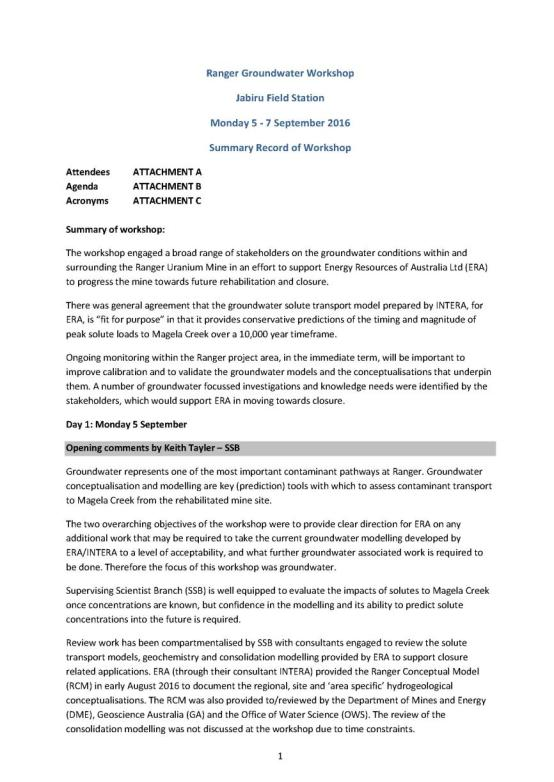 Ranger Groundwater Workshop
Jabiru Field Station
Monday 5 - 7 September 2016
Summary Record of Workshop
Attendees ATTACHMENT A
Agenda ATTACHMENT B
Acronyms ATTACHMENT C
Summary of workshop:
The workshop engaged a broad range of stakeholders on the groundwater conditions within and
surrounding the Ranger Uranium Mine in an effort to support Energy Resources of Australia Ltd (ERA)
to progress the mine towards future rehabilitation and closure.
There was general agreement that the groundwater solute transport model prepared by INTERA, for
ERA, is "fit for purpose" in that it provides conservative predictions of the timing and magnitude of
peak solute loads to Magela Creek over a 10,000 year timeframe.
Ongoing monitoring within the Ranger project area, in the immediate term, will be important to
improve calibration and to validate the groundwater models and the conceptualisations that underpin
them. A number of groundwater focussed investigations and knowledge needs were identified by the
stakeholders, which would support ERA in moving towards closure.
Day 1: Monday 5 September
Opening comments by Keith Tayler – SSB
Groundwater represents one of the most important contaminant pathways at Ranger. Groundwater
conceptualisation and modelling are key (prediction) tools with which to assess contaminant transport
to Magela Creek from the rehabilitated mine site.
The two overarching objectives of the workshop were to provide clear direction for ERA on any
additional work that may be required to take the current groundwater modelling developed by
ERA/INTERA to a level of acceptability, and what further groundwater associated work is required to
be done. Therefore the focus of this workshop was groundwater.
Supervising Scientist Branch (SSB) is well equipped to evaluate the impacts of solutes to Magela Creek
once concentrations are known, but confidence in the modelling and its ability to predict solute
concentrations into the future is required.
Review work has been compartmentalised by SSB with consultants engaged to review the solute
transport models, geochemistry and consolidation modelling provided by ERA to support closure
related applications. ERA (through their consultant INTERA) provided the Ranger Conceptual Model
(RCM) in early August 2016 to document the regional, site and 'area specific' hydrogeological
conceptualisations. The RCM was also provided to/reviewed by the Department of Mines and Energy
(DME), Geoscience Australia (GA) and the Office of Water Science (OWS). The review of the
consolidation modelling was not discussed at the workshop due to time constraints.
1